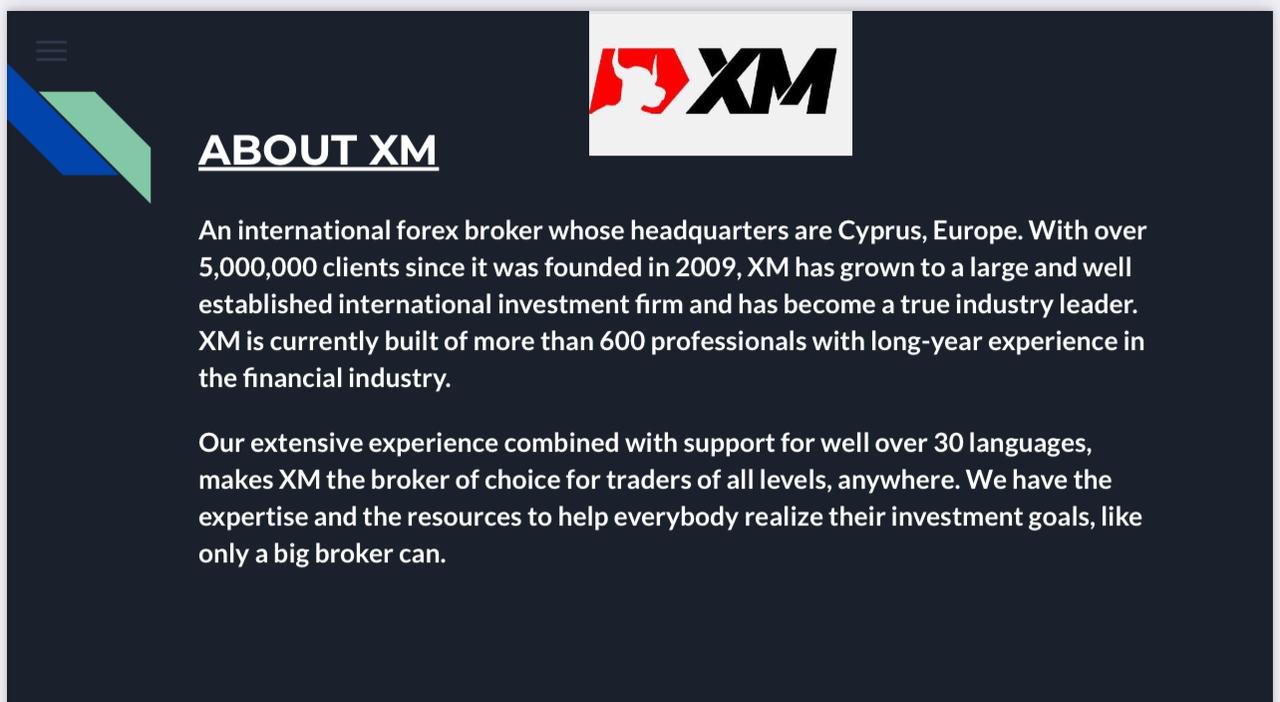 XM
ABOUT XM
An international forex broker whose headquarters are Cyprus, Europe. With over
5,000,000 clients since it was founded in 2009, XM has grown to a large and well
established international investment firm and has become a true industry leader.
XM is currently built of more than 600 professionals with long-year experience in
the financial industry.
Our extensive experience combined with support for well over 30 languages,
makes XM the broker of choice for traders of all levels, anywhere. We have the
expertise and the resources to help everybody realize their investment goals, like
only a big broker can.